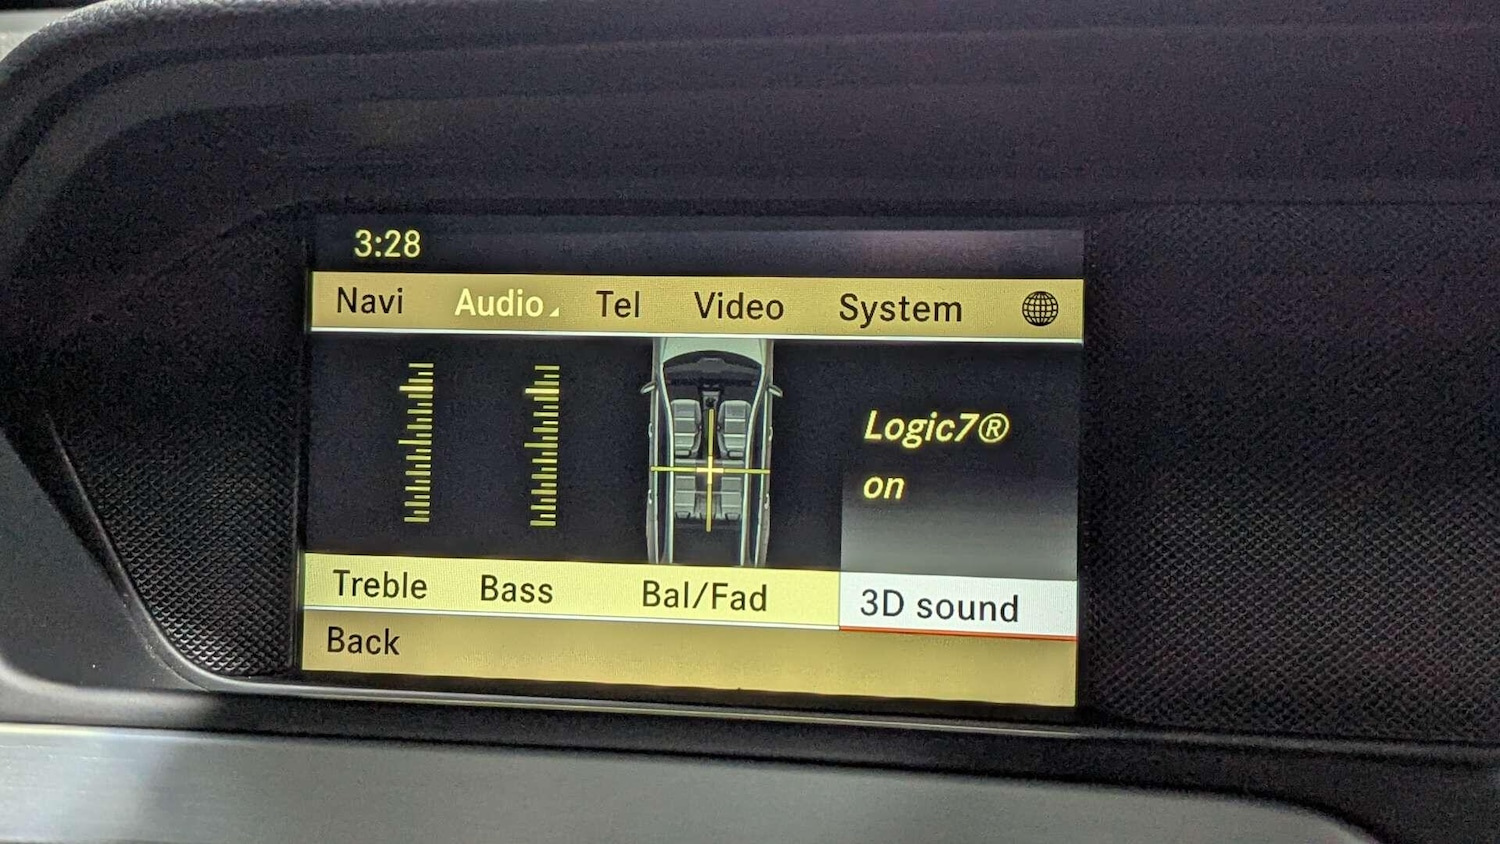 3:28
Navi Audio Tel Video System
Logic7®
on
Treble Bass Bal/Fad 3D sound
Back